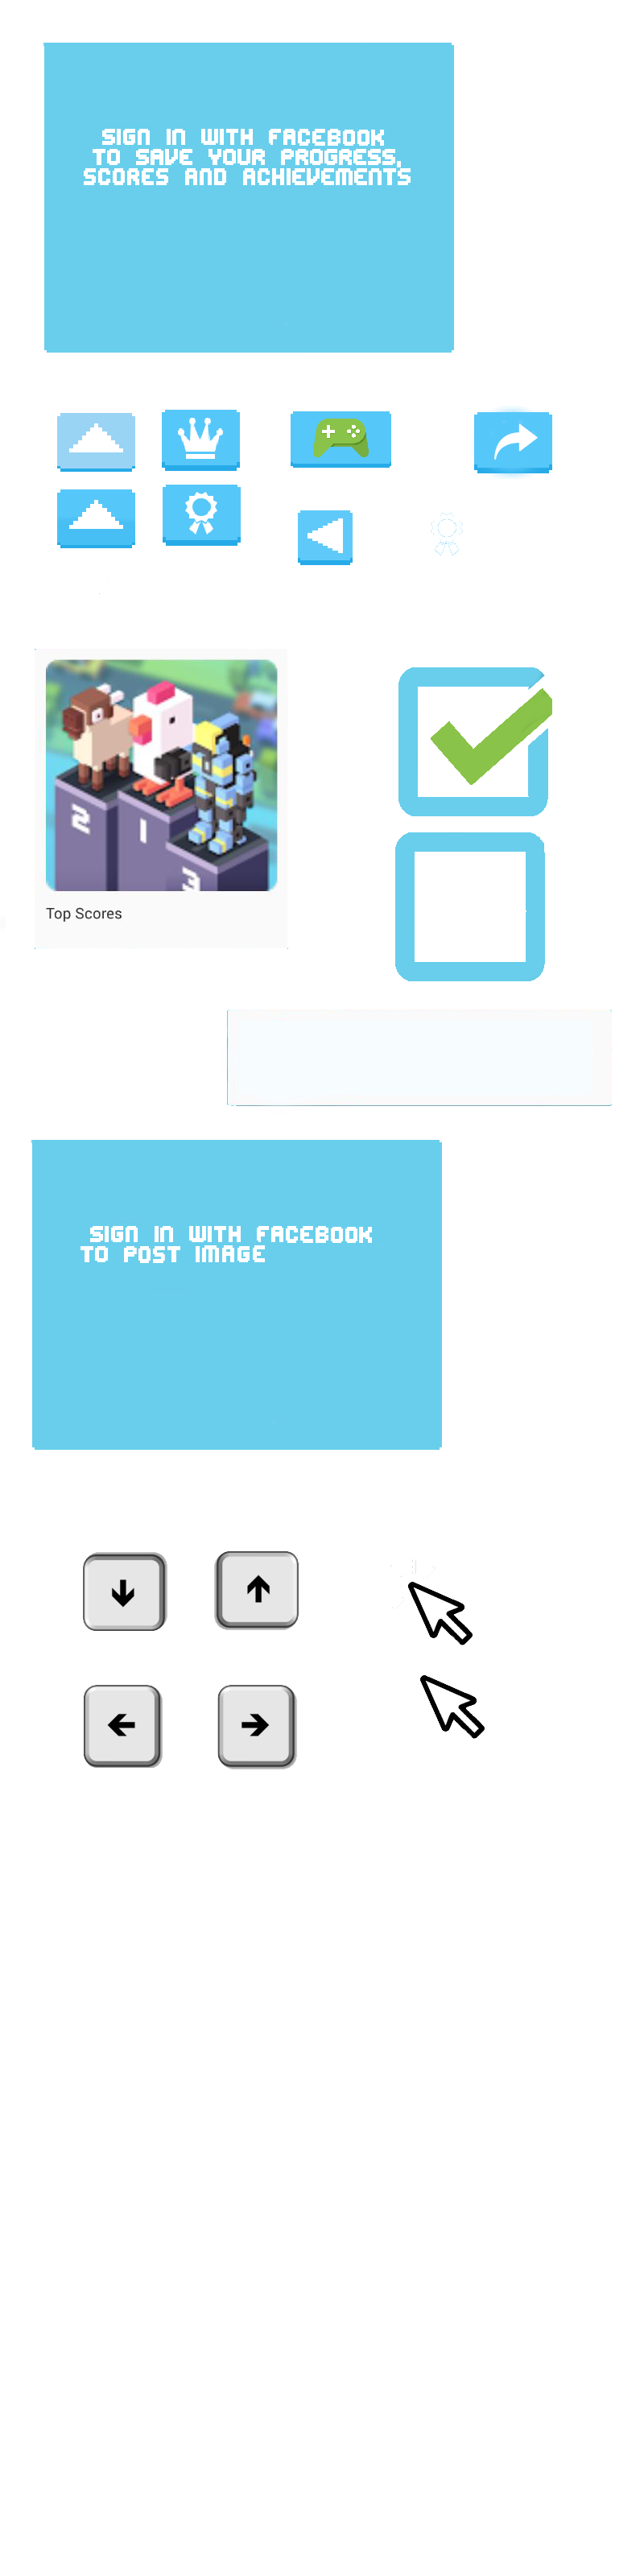 SIGN IN WITH FACEBOOK
TO SAVE YOUR PROGRESS,
SCORES AND ACHIEVEMENTS
2
1
3
Top Scores
SIGN IN WITH FACEBOOK
TO POST IMAGE